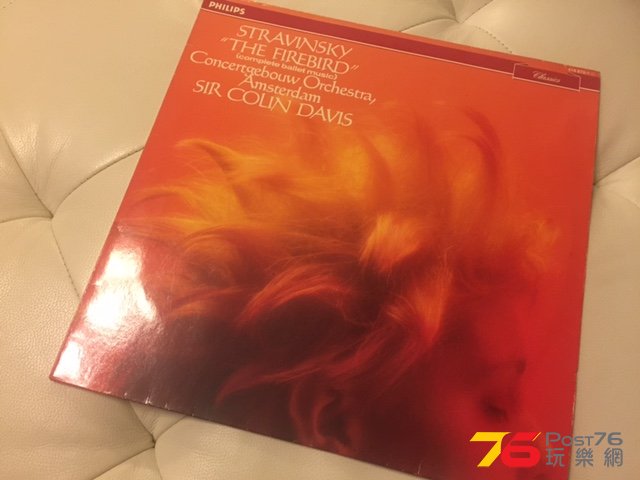 PHILIPS
STRAVINSKY
"THE FIREBIRD"
(complete ballet music)
Concertgebouw Orchestra,
Amsterdam
SIR COLIN DAVIS
Classics
76 Post76
玩樂網